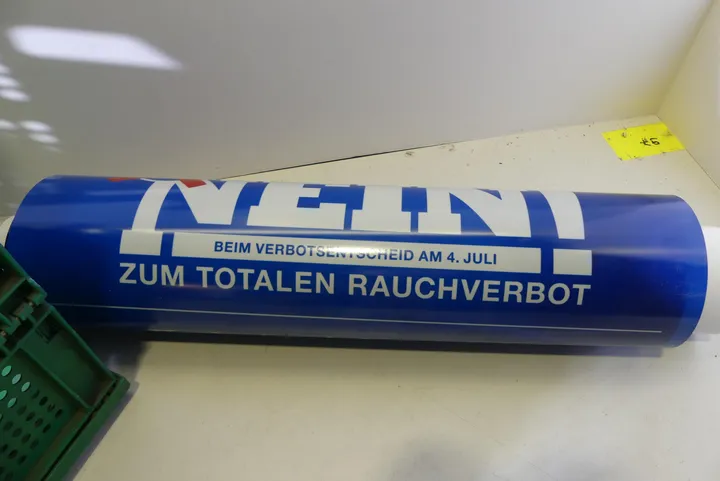 NEIN!
BEIM VERBOTSENTSCHEID AM 4. JULI
ZUM TOTALEN RAUCHVERBOT